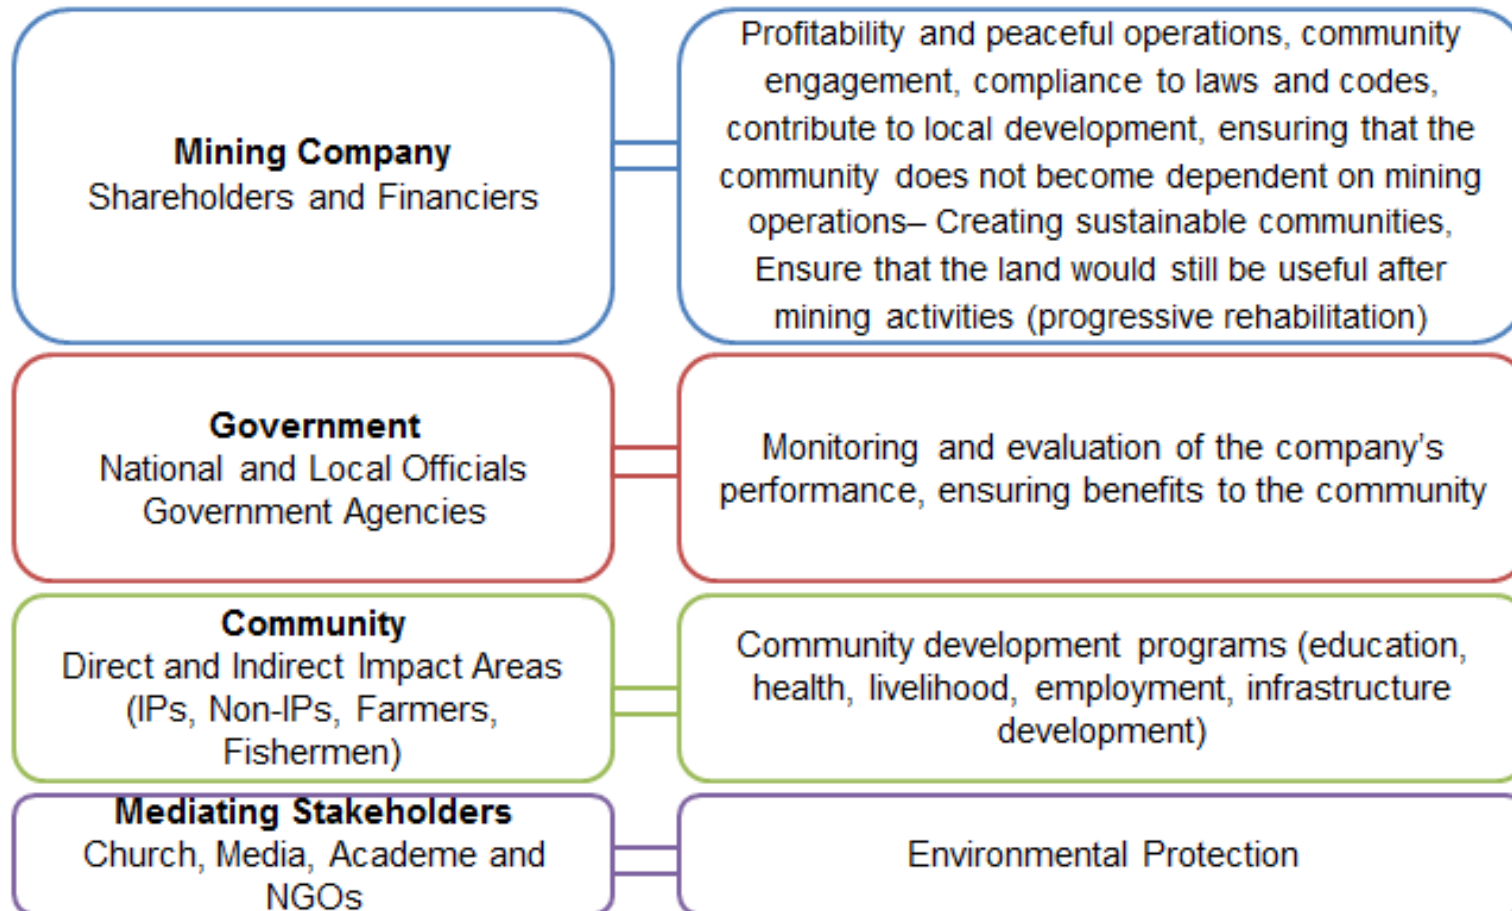 Mining Company
Shareholders and Financiers
Profitability and peaceful operations, community
engagement, compliance to laws and codes,
contribute to local development, ensuring that the
community does not become dependent on mining
operations– Creating sustainable communities,
Ensure that the land would still be useful after
mining activities (progressive rehabilitation)
Government
National and Local Officials
Government Agencies
Monitoring and evaluation of the company's
performance, ensuring benefits to the community
Community
Direct and Indirect Impact Areas
(IPs, Non-IPs, Farmers,
Fishermen)
Community development programs (education,
health, livelihood, employment, infrastructure
development)
Mediating Stakeholders
Church, Media, Academe and
NGOs
Environmental Protection